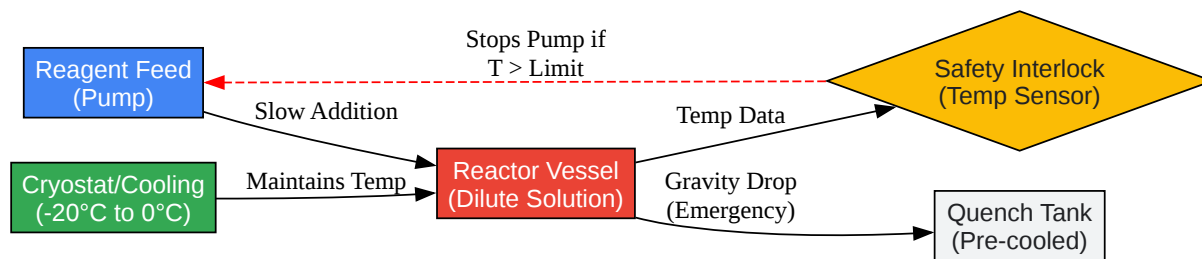 Stops Pump if
T > Limit
Reagent Feed
(Pump)
Safety Interlock
(Temp Sensor)
Slow Addition
Temp Data
Cryostat/Cooling
(-20°C to 0°C)
Maintains Temp
Reactor Vessel
(Dilute Solution)
Gravity Drop
(Emergency)
Quench Tank
(Pre-cooled)